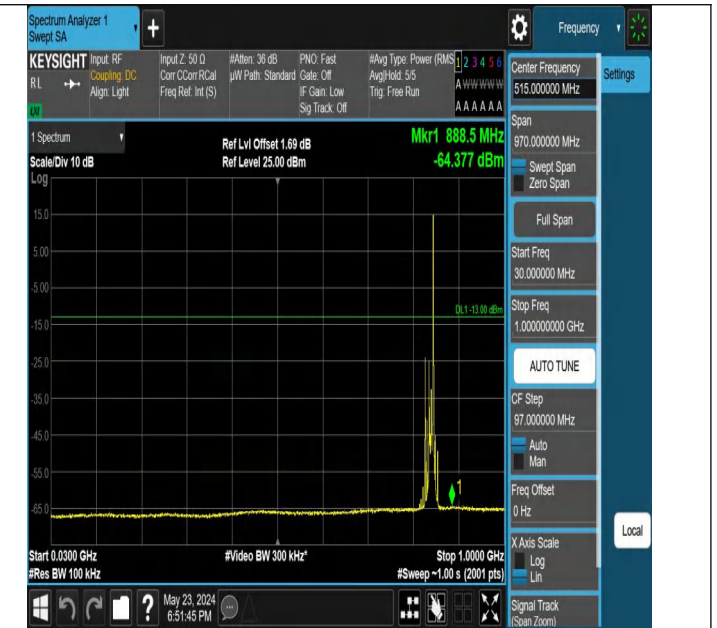 Spectrum Analyzer 1
Swept SA
+
Frequency
KEYSIGHT
RL
Input: RF
Coupling: DC
Align: Light
Input Z: 50 Ω
Corr CCorr RCal
Freq Ref: Int (S)
#Atten: 36 dB
µW Path: Standard
PNO: Fast
Gate: Off
IF Gain: Low
Sig Track: Off
#Avg Type: Power (RMS
Avg|Hold: 5/5
Trig: Free Run
1 2 3 4 5 6
A W W W W W
A A A A A A
Center Frequency
515.000000 MHz
Settings
1 Spectrum
Scale/Div 10 dB
Log
Ref Lvl Offset 1.69 dB
Ref Level 25.00 dBm
Mkr1 888.5 MHz
-64.377 dBm
15.0
5.00
-5.00
-15.0
-25.0
-35.0
-45.0
-55.0
-65.0
DL1 -13.00 dBm
1
Start 0.0300 GHz
#Res BW 100 kHz
#Video BW 300 kHz*
Stop 1.0000 GHz
#Sweep ~1.00 s (2001 pts)
Span
970.000000 MHz
Swept Span
Zero Span
Full Span
Start Freq
30.000000 MHz
Stop Freq
1.000000000 GHz
AUTO TUNE
CF Step
97.000000 MHz
Auto
Man
Freq Offset
0 Hz
X Axis Scale
Log
Lin
Local
Signal Track
(Span Zoom)
?
May 23, 2024
6:51:45 PM